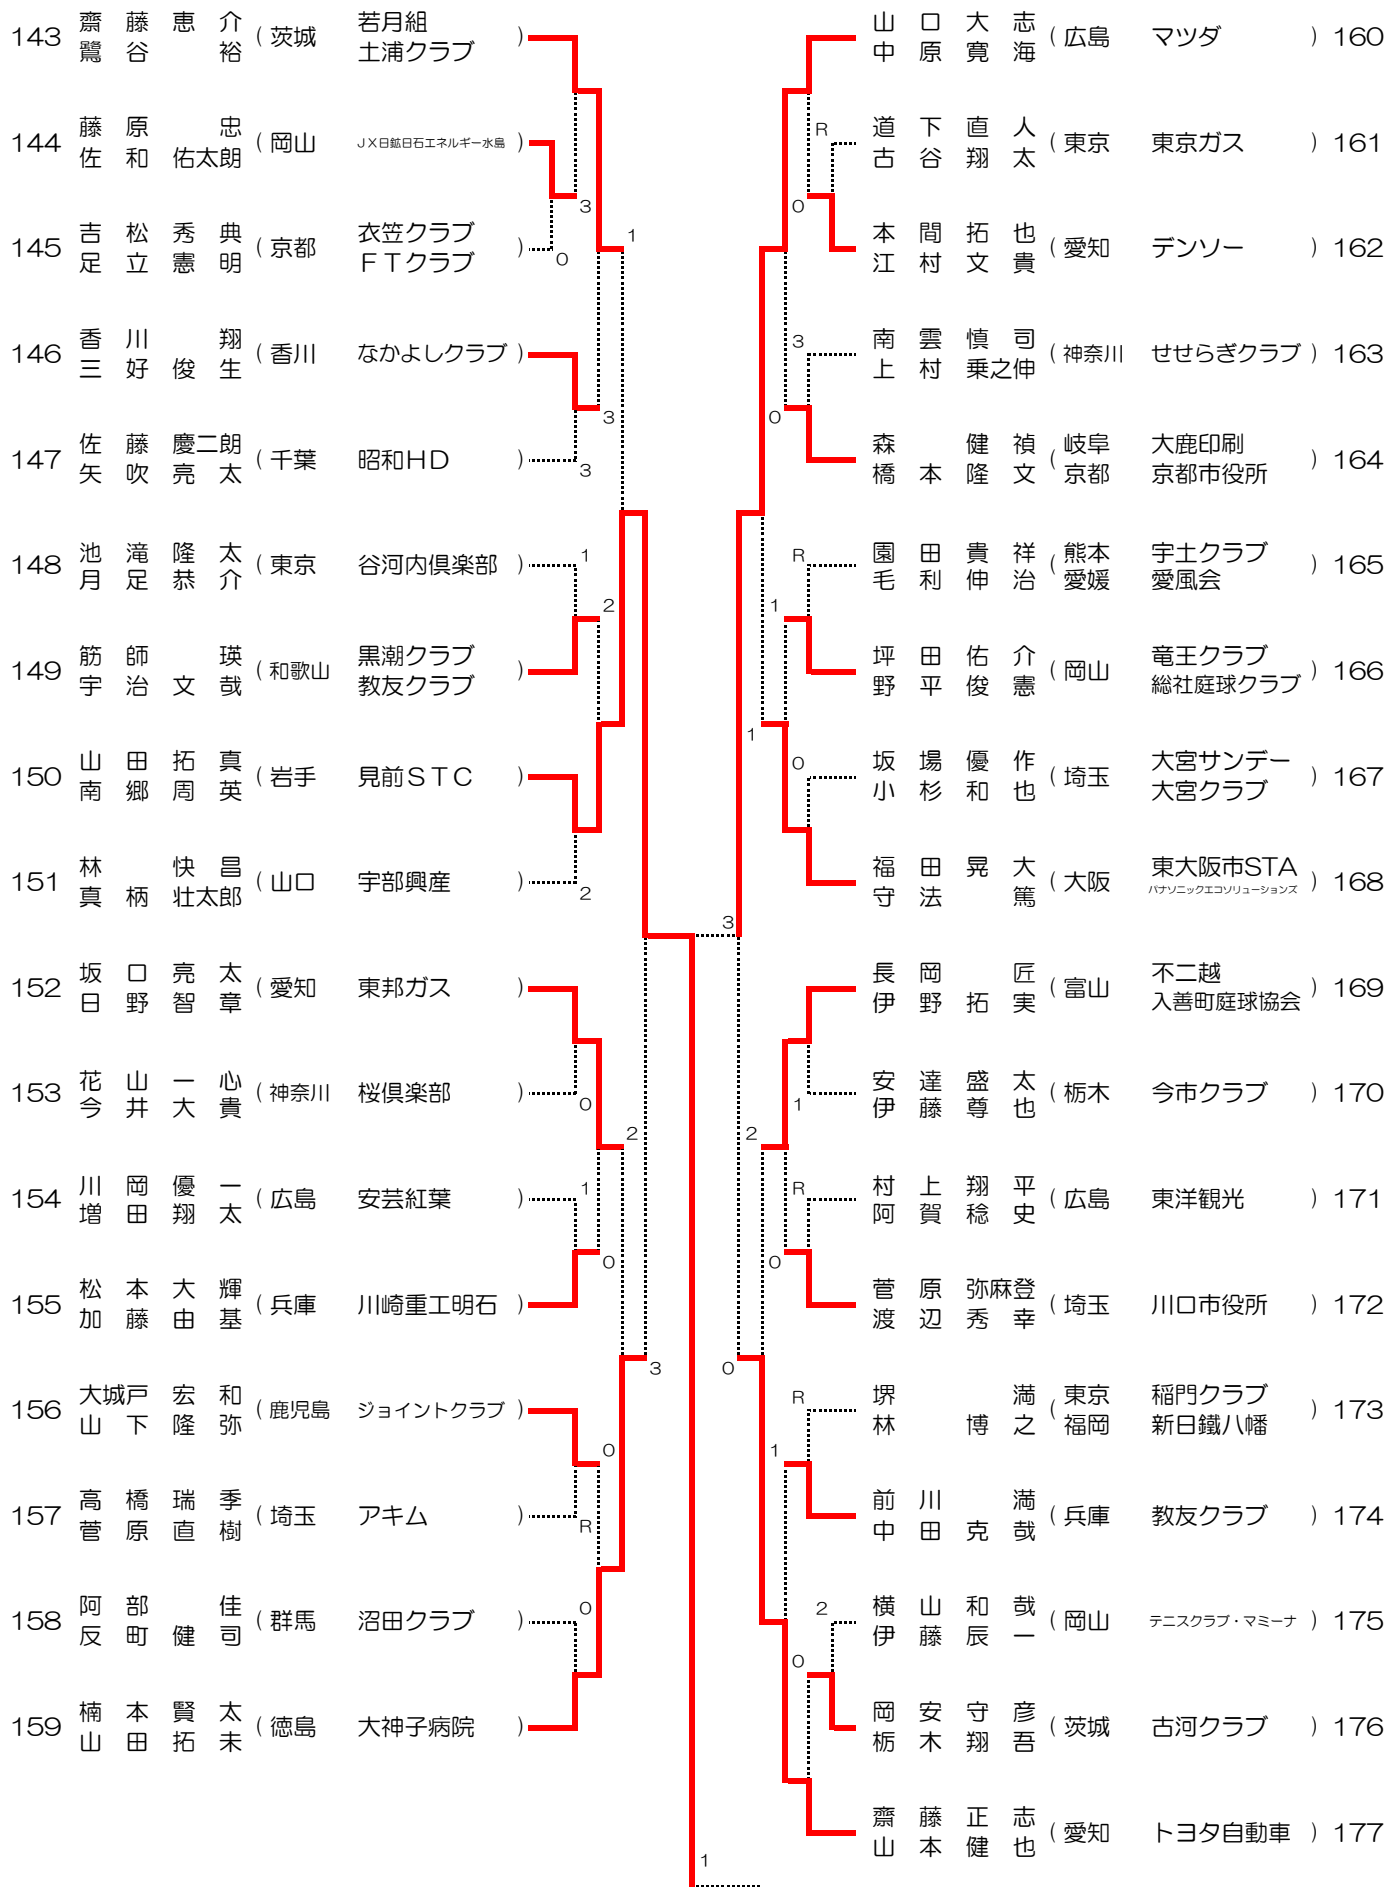 143 齋藤恵介 (茨城 若月組 )
鷺谷裕 土浦クラブ
144 藤原忠 (岡山 JX日鉱日石エネルギー水島 )
佐和佑太朗
3
145 吉松秀典 (京都 衣笠クラブ )
足立憲明 FTクラブ
0
1
146 香川翔 (香川 なかよしクラブ )
三好俊生
3
147 佐藤慶二朗 (千葉 昭和HD )
矢吹亮太
3
148 池滝隆太 (東京 谷河内倶楽部 ) 1
月足恭介
2
149 筋師瑛 (和歌山 黒潮クラブ )
宇治文哉 教友クラブ
150 山田拓真 (岩手 見前STC )
南郷周英
151 林快昌 (山口 宇部興産 )
真柄壮太郎
2
3
152 坂口亮太 (愛知 東邦ガス )
日野智章
153 花山一心 (神奈川 桜倶楽部 )
今井大貴
0
2
154 川岡優一 (広島 安芸紅葉 ) 1
増田翔太
0
155 松本大輝 (兵庫 川崎重工明石 )
加藤由基
3
156 大城戸宏和 (鹿児島 ジョイントクラブ )
山下隆弥
0
157 高橋瑞季 (埼玉 アキム )
菅原直樹
R
158 阿部佳 (群馬 沼田クラブ ) 0
反町健司
159 楠本賢太 (徳島 大神子病院 )
山田拓未
1
山口大志 (広島 マツダ ) 160
中原寛海
R
道下直人 (東京 東京ガス ) 161
古谷翔太
0
本間拓也 (愛知 デンソー ) 162
江村文貴
3
南雲慎司 (神奈川 せせらぎクラブ ) 163
上村乗之伸
0
森健禎 (岐阜 大鹿印刷 ) 164
橋本隆文 京都 京都市役所
R
園田貴祥 (熊本 宇土クラブ ) 165
毛利伸治 愛媛 愛風会
1
坪田佑介 (岡山 竜王クラブ ) 166
野平俊憲 総社庭球クラブ
1
0
坂場優作 (埼玉 大宮サンデー ) 167
小杉和也 大宮クラブ
福田晃大 (大阪 東大阪市STA ) 168
守法篤 パナソニックエコソリューションズ
長岡匠 (富山 不二越 ) 169
伊野拓実 入善町庭球協会
安達盛太 (栃木 今市クラブ ) 170
伊藤尊也
1
2
R
村上翔平 (広島 東洋観光 ) 171
阿賀稔史
0
菅原弥麻登 (埼玉 川口市役所 ) 172
渡辺秀幸
0
R
堺満 (東京 稲門クラブ ) 173
林博之 福岡 新日鐵八幡
1
前川満 (兵庫 教友クラブ ) 174
中田克哉
2
横山和哉 (岡山 テニスクラブ・マミーナ ) 175
伊藤辰一
0
岡安守彦 (茨城 古河クラブ ) 176
栃木翔吾
齋藤正志 (愛知 トヨタ自動車 ) 177
山本健也